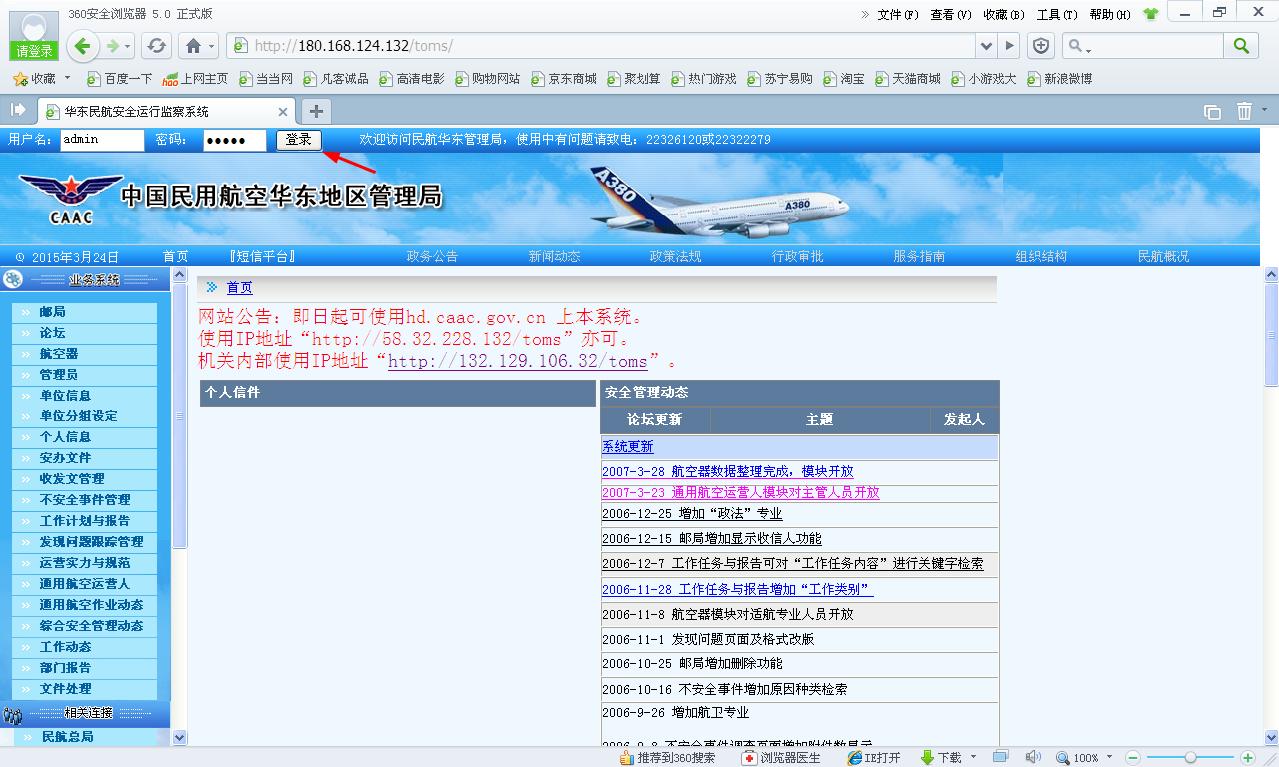 360安全浏览器 5.0 正式版
文件(F) 查看(V) 收藏(B) 工具(T) 帮助(H)
请登录
http://180.168.124.132/toms/
收藏 百度一下 上网主页 当当网 凡客诚品 高清电影 购物网站 京东商城 聚划算 热门游戏 苏宁易购 淘宝 天猫商城 小游戏大 新浪微博
华东民航安全运行监察系统
用户名: admin 密码: ●●●●● 登录 欢迎访问民航华东管理局，使用中有问题请致电：22326120或22322279
CAAC
中国民用航空华东地区管理局
A380
A380
2015年3月24日 首页 『短信平台』 政务公告 新闻动态 政策法规 行政审批 服务指南 组织结构 民航概况
业务系统
邮局
论坛
航空器
管理员
单位信息
单位分组设定
个人信息
安办文件
收发文管理
不安全事件管理
工作计划与报告
发现问题跟踪管理
运营实力与规范
通用航空运营人
通用航空作业动态
综合安全管理动态
工作动态
部门报告
文件处理
相关连接
民航总局
首页
网站公告：即日起可使用hd.caac.gov.cn 上本系统。
使用IP地址“http://58.32.228.132/toms”亦可。
机关内部使用IP地址“http://132.129.106.32/toms”。
个人信件
安全管理动态
论坛更新 主题 发起人
系统更新
2007-3-28 航空器数据整理完成，模块开放
2007-3-23 通用航空运营人模块对主管人员开放
2006-12-25 增加“政法”专业
2006-12-15 邮局增加显示收信人功能
2006-12-7 工作任务与报告可对“工作任务内容”进行关键字检索
2006-11-28 工作任务与报告增加“工作类别”
2006-11-8 航空器模块对适航专业人员开放
2006-11-1 发现问题页面及格式改版
2006-10-25 邮局增加删除功能
2006-10-16 不安全事件增加原因种类检索
2006-9-26 增加航卫专业
推荐到360搜索 浏览器医生 IE打开 下载 100%